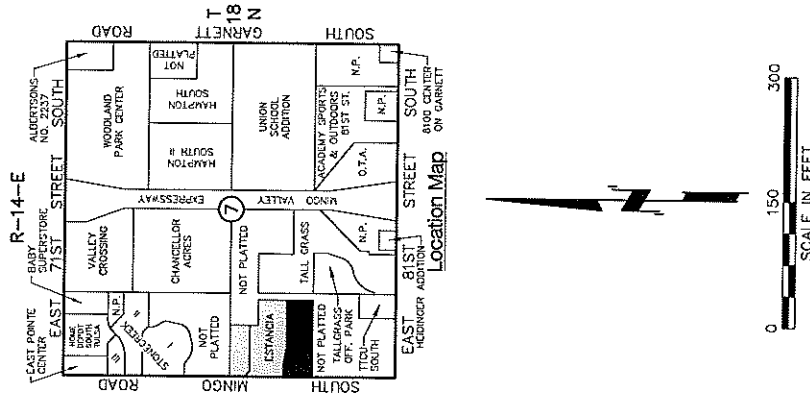 R-14-E
EAST POINTE
CENTER
BABY
SUPERSTORE
ALBERTSONS
NO. 2237
EAST 71ST STREET SOUTH
HOME
DEPOT
SOUTH
TULSA
III
N.P.
II
STONECREEK
I
NOT
PLATTED
ESTANCIA
NOT PLATTED
TALLGRASS
OFF. PARK
TTCU
SOUTH
VALLEY
CROSSING
CHANCELLOR
ACRES
NOT PLATTED
TALL GRASS
N.P.
MINGO VALLEY EXPRESSWAY
7
WOODLAND
PARK CENTER
HAMPTON
SOUTH II
HAMPTON
SOUTH
NOT
PLATTED
UNION
SCHOOL
ADDITION
ACADEMY SPORTS
& OUTDOORS
81ST ST.
O.T.A.
N.P.
N.P.
SOUTH MINGO ROAD
SOUTH GARNETT ROAD
T
18
N
EAST 81ST STREET SOUTH
HEIDINGER ADDITION
8100 CENTER
ON GARNETT
Location Map
0 150 300
SCALE IN FEET